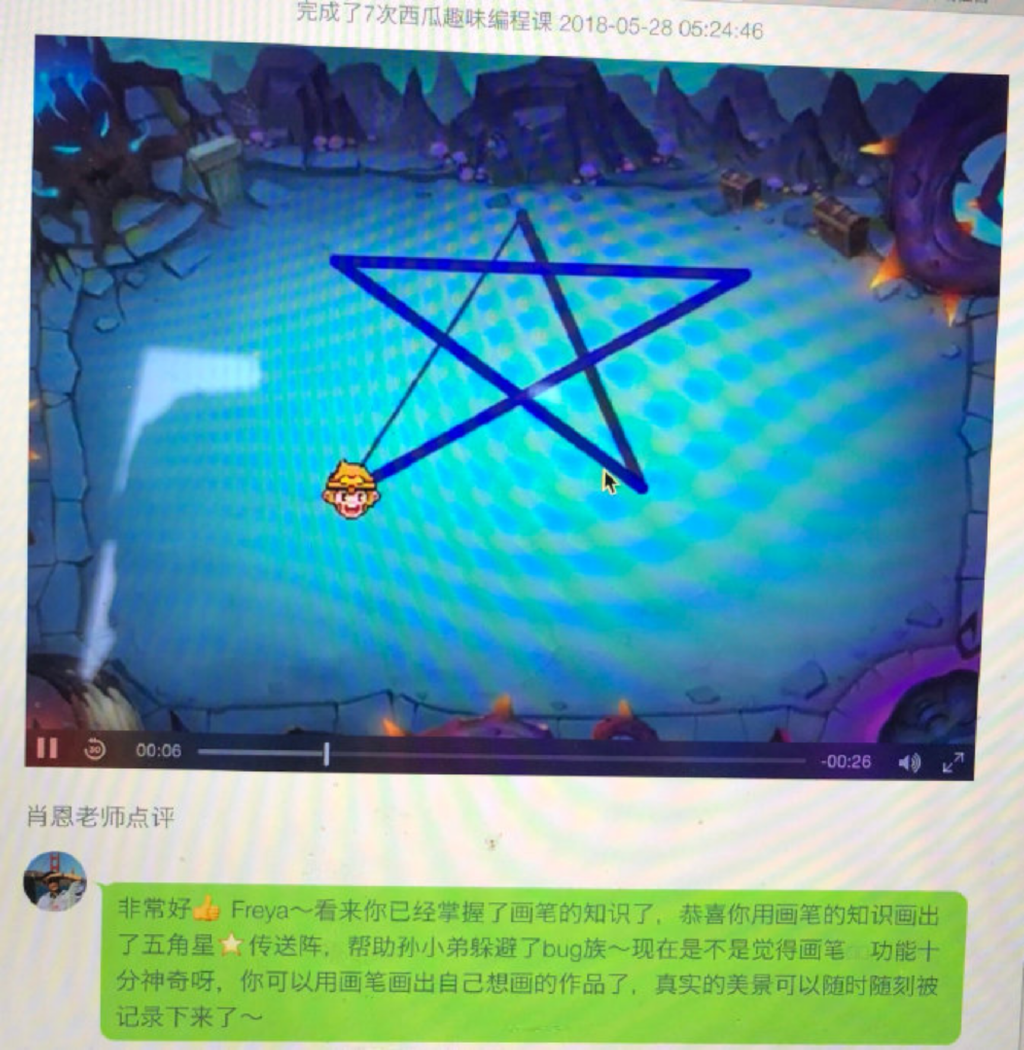 完成了7次西瓜趣味编程课 2018-05-28 05:24:46
30
00:06
-00:26
肖恩老师点评
非常好👍 Freya～看来你已经掌握了画笔的知识了，恭喜你用画笔的知识画出
了五角星⭐传送阵，帮助孙小弟躲避了bug族～现在是不是觉得画笔 功能十
分神奇呀，你可以用画笔画出自己想画的作品了，真实的美景可以随时随刻被
记录下来了～